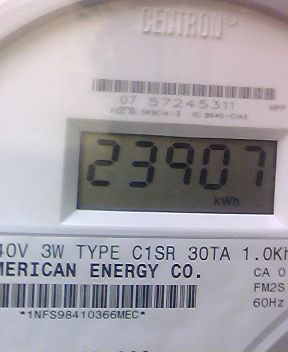 CENTRON®
07 57245311
23907
kWh
40V 3W TYPE C1SR 30TA 1.0Kh
MERICAN ENERGY CO.
CA 0
FM2S
60Hz
*1NFS98410366MEC*